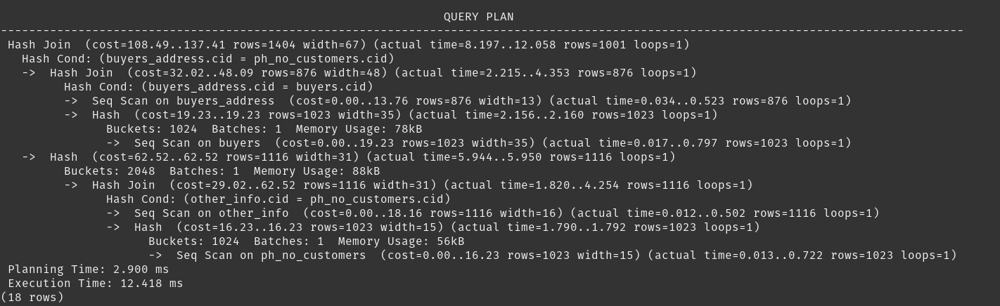 QUERY PLAN
-----------------------------------------------------------------------------------------------------------------------------------------
Hash Join  (cost=108.49..137.41 rows=1404 width=67) (actual time=8.197..12.058 rows=1001 loops=1)
  Hash Cond: (buyers_address.cid = ph_no_customers.cid)
  ->  Hash Join  (cost=32.02..48.09 rows=876 width=48) (actual time=2.215..4.353 rows=876 loops=1)
        Hash Cond: (buyers_address.cid = buyers.cid)
        ->  Seq Scan on buyers_address  (cost=0.00..13.76 rows=876 width=13) (actual time=0.034..0.523 rows=876 loops=1)
        ->  Hash  (cost=19.23..19.23 rows=1023 width=35) (actual time=2.156..2.160 rows=1023 loops=1)
              Buckets: 1024  Batches: 1  Memory Usage: 78kB
              ->  Seq Scan on buyers  (cost=0.00..19.23 rows=1023 width=35) (actual time=0.017..0.797 rows=1023 loops=1)
  ->  Hash  (cost=62.52..62.52 rows=1116 width=31) (actual time=5.944..5.950 rows=1116 loops=1)
        Buckets: 2048  Batches: 1  Memory Usage: 88kB
        ->  Hash Join  (cost=29.02..62.52 rows=1116 width=31) (actual time=1.820..4.254 rows=1116 loops=1)
              Hash Cond: (other_info.cid = ph_no_customers.cid)
              ->  Seq Scan on other_info  (cost=0.00..18.16 rows=1116 width=16) (actual time=0.012..0.502 rows=1116 loops=1)
              ->  Hash  (cost=16.23..16.23 rows=1023 width=15) (actual time=1.790..1.792 rows=1023 loops=1)
                    Buckets: 1024  Batches: 1  Memory Usage: 56kB
                    ->  Seq Scan on ph_no_customers  (cost=0.00..16.23 rows=1023 width=15) (actual time=0.013..0.722 rows=1023 loops=1)
Planning Time: 2.900 ms
Execution Time: 12.418 ms
(18 rows)